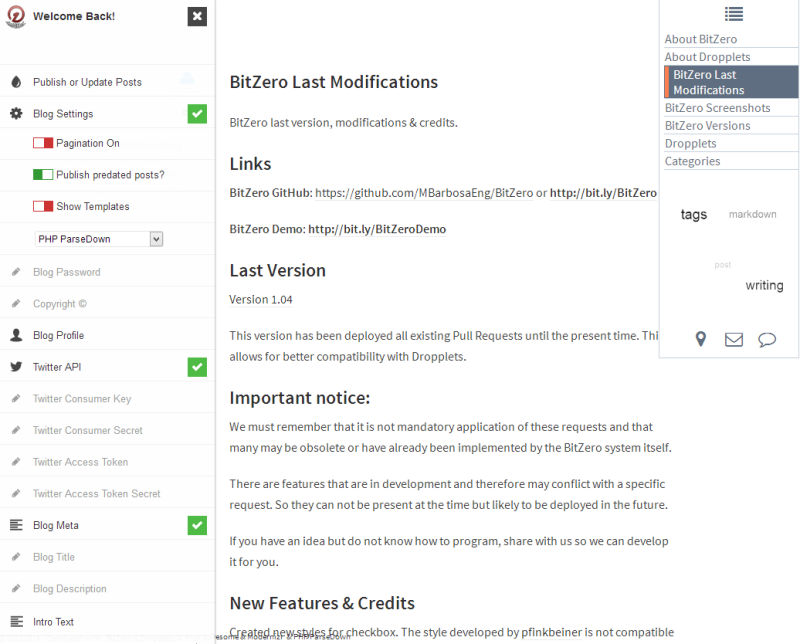 Welcome Back!
Publish or Update Posts
Blog Settings
Pagination On
Publish predated posts?
Show Templates
PHP ParseDown
Blog Password
Copyright ©
Blog Profile
Twitter API
Twitter Consumer Key
Twitter Consumer Secret
Twitter Access Token
Twitter Access Token Secret
Blog Meta
Blog Title
Blog Description
Intro Text
BitZero Last Modifications
BitZero last version, modifications & credits.
Links
BitZero GitHub: https://github.com/MBarbosaEng/BitZero or http://bit.ly/BitZero
BitZero Demo: http://bit.ly/BitZeroDemo
Last Version
Version 1.04
This version has been deployed all existing Pull Requests until the present time. Thi
allows for better compatibility with Dropplets.
Important notice:
We must remember that it is not mandatory application of these requests and that
many may be obsolete or have already been implemented by the BitZero system itself.
There are features that are in development and therefore may conflict with a specific
request. So they can not be present at the time but likely to be deployed in the future.
If you have an idea but do not know how to program, share with us so we can develop
it for you.
New Features & Credits
Created new styles for checkbox. The style developed by pfinkbeiner is not compatible
esome & Modernizr & PHP ParseDown
About BitZero
About Dropplets
BitZero Last
Modifications
BitZero Screenshots
BitZero Versions
Dropplets
Categories
tags
markdown
post
writing